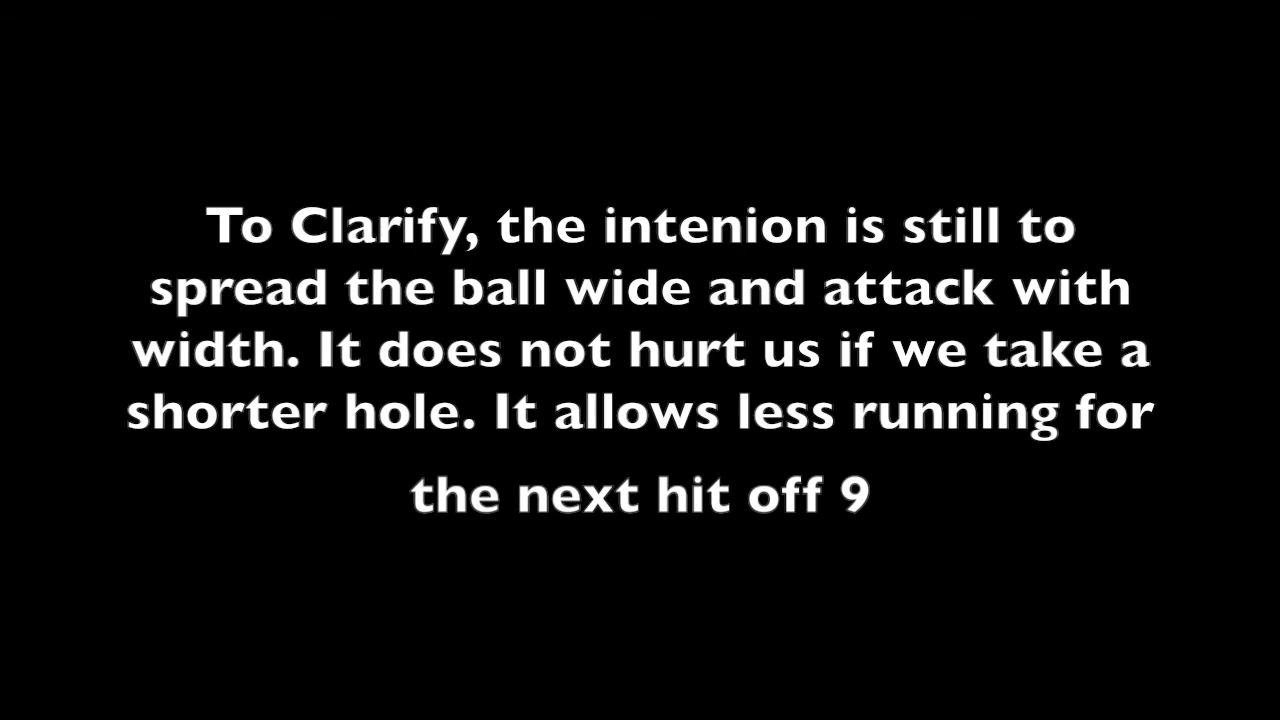 To Clarify, the intenion is still to
spread the ball wide and attack with
width. It does not hurt us if we take a
shorter hole. It allows less running for
the next hit off 9